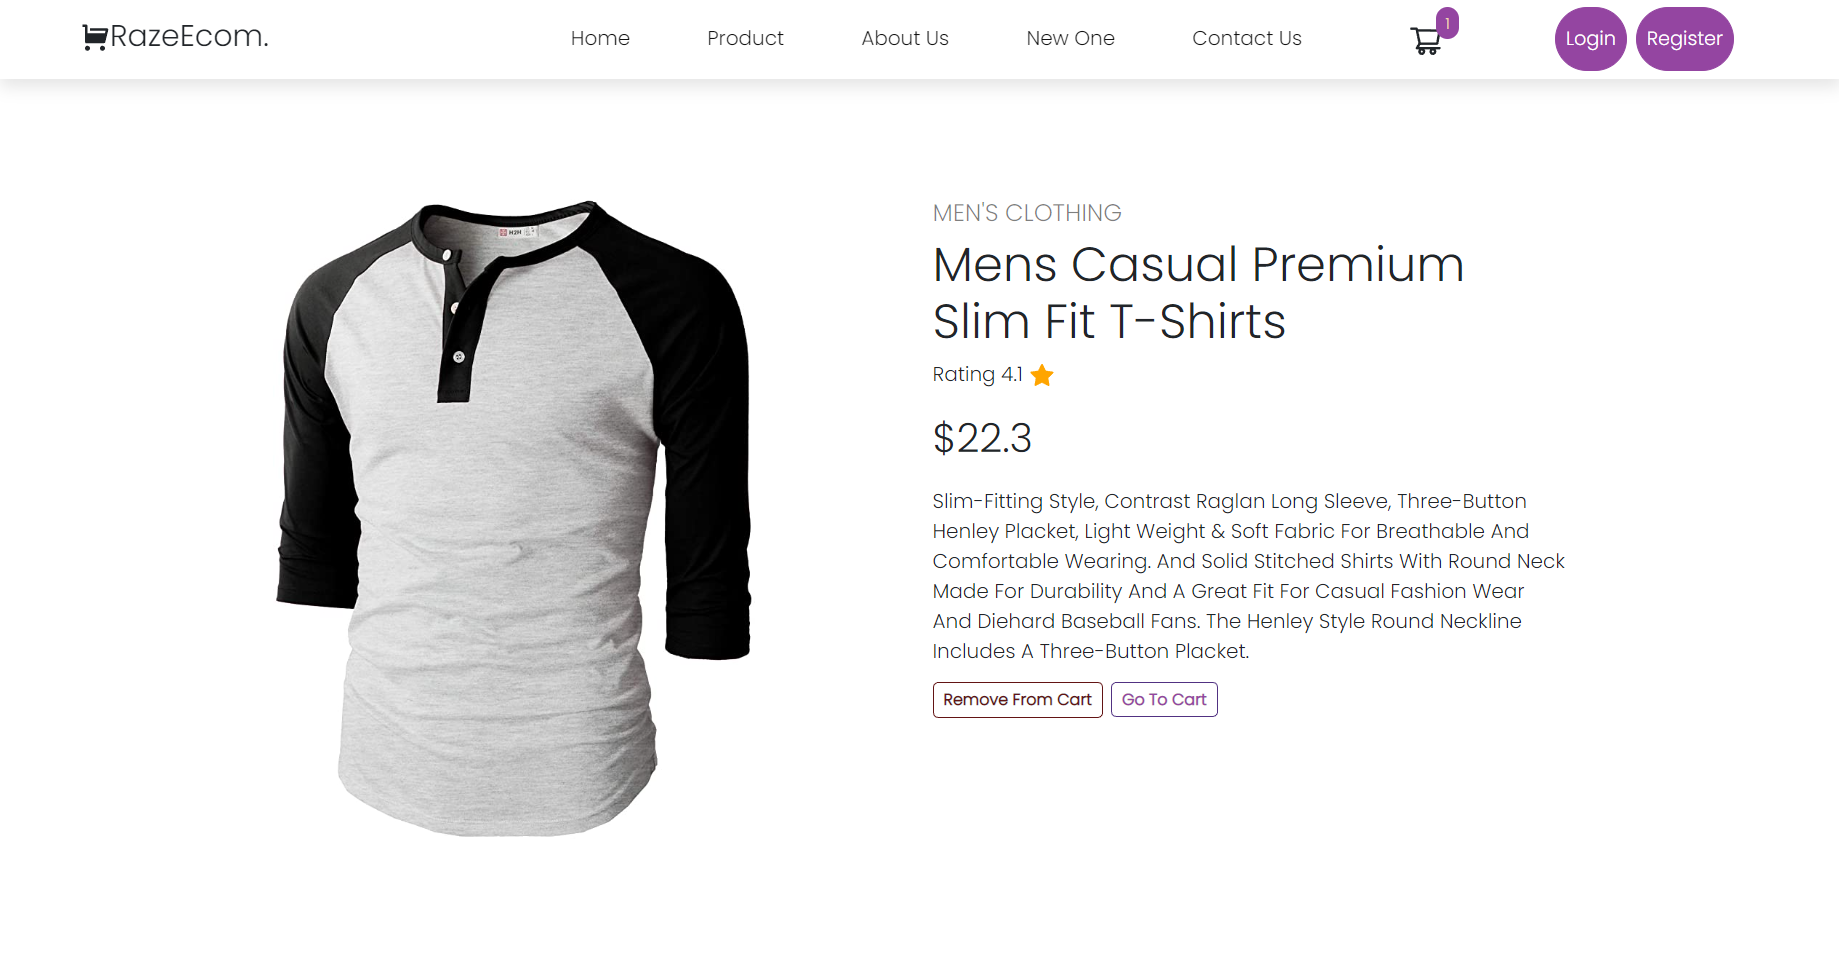 RazeEcom.
Home
Product
About Us
New One
Contact Us
1
Login
Register
H2H
MEN'S CLOTHING
Mens Casual Premium
Slim Fit T-Shirts
Rating 4.1
$22.3
Slim-Fitting Style, Contrast Raglan Long Sleeve, Three-Button
Henley Placket, Light Weight & Soft Fabric For Breathable And
Comfortable Wearing. And Solid Stitched Shirts With Round Neck
Made For Durability And A Great Fit For Casual Fashion Wear
And Diehard Baseball Fans. The Henley Style Round Neckline
Includes A Three-Button Placket.
Remove From Cart
Go To Cart